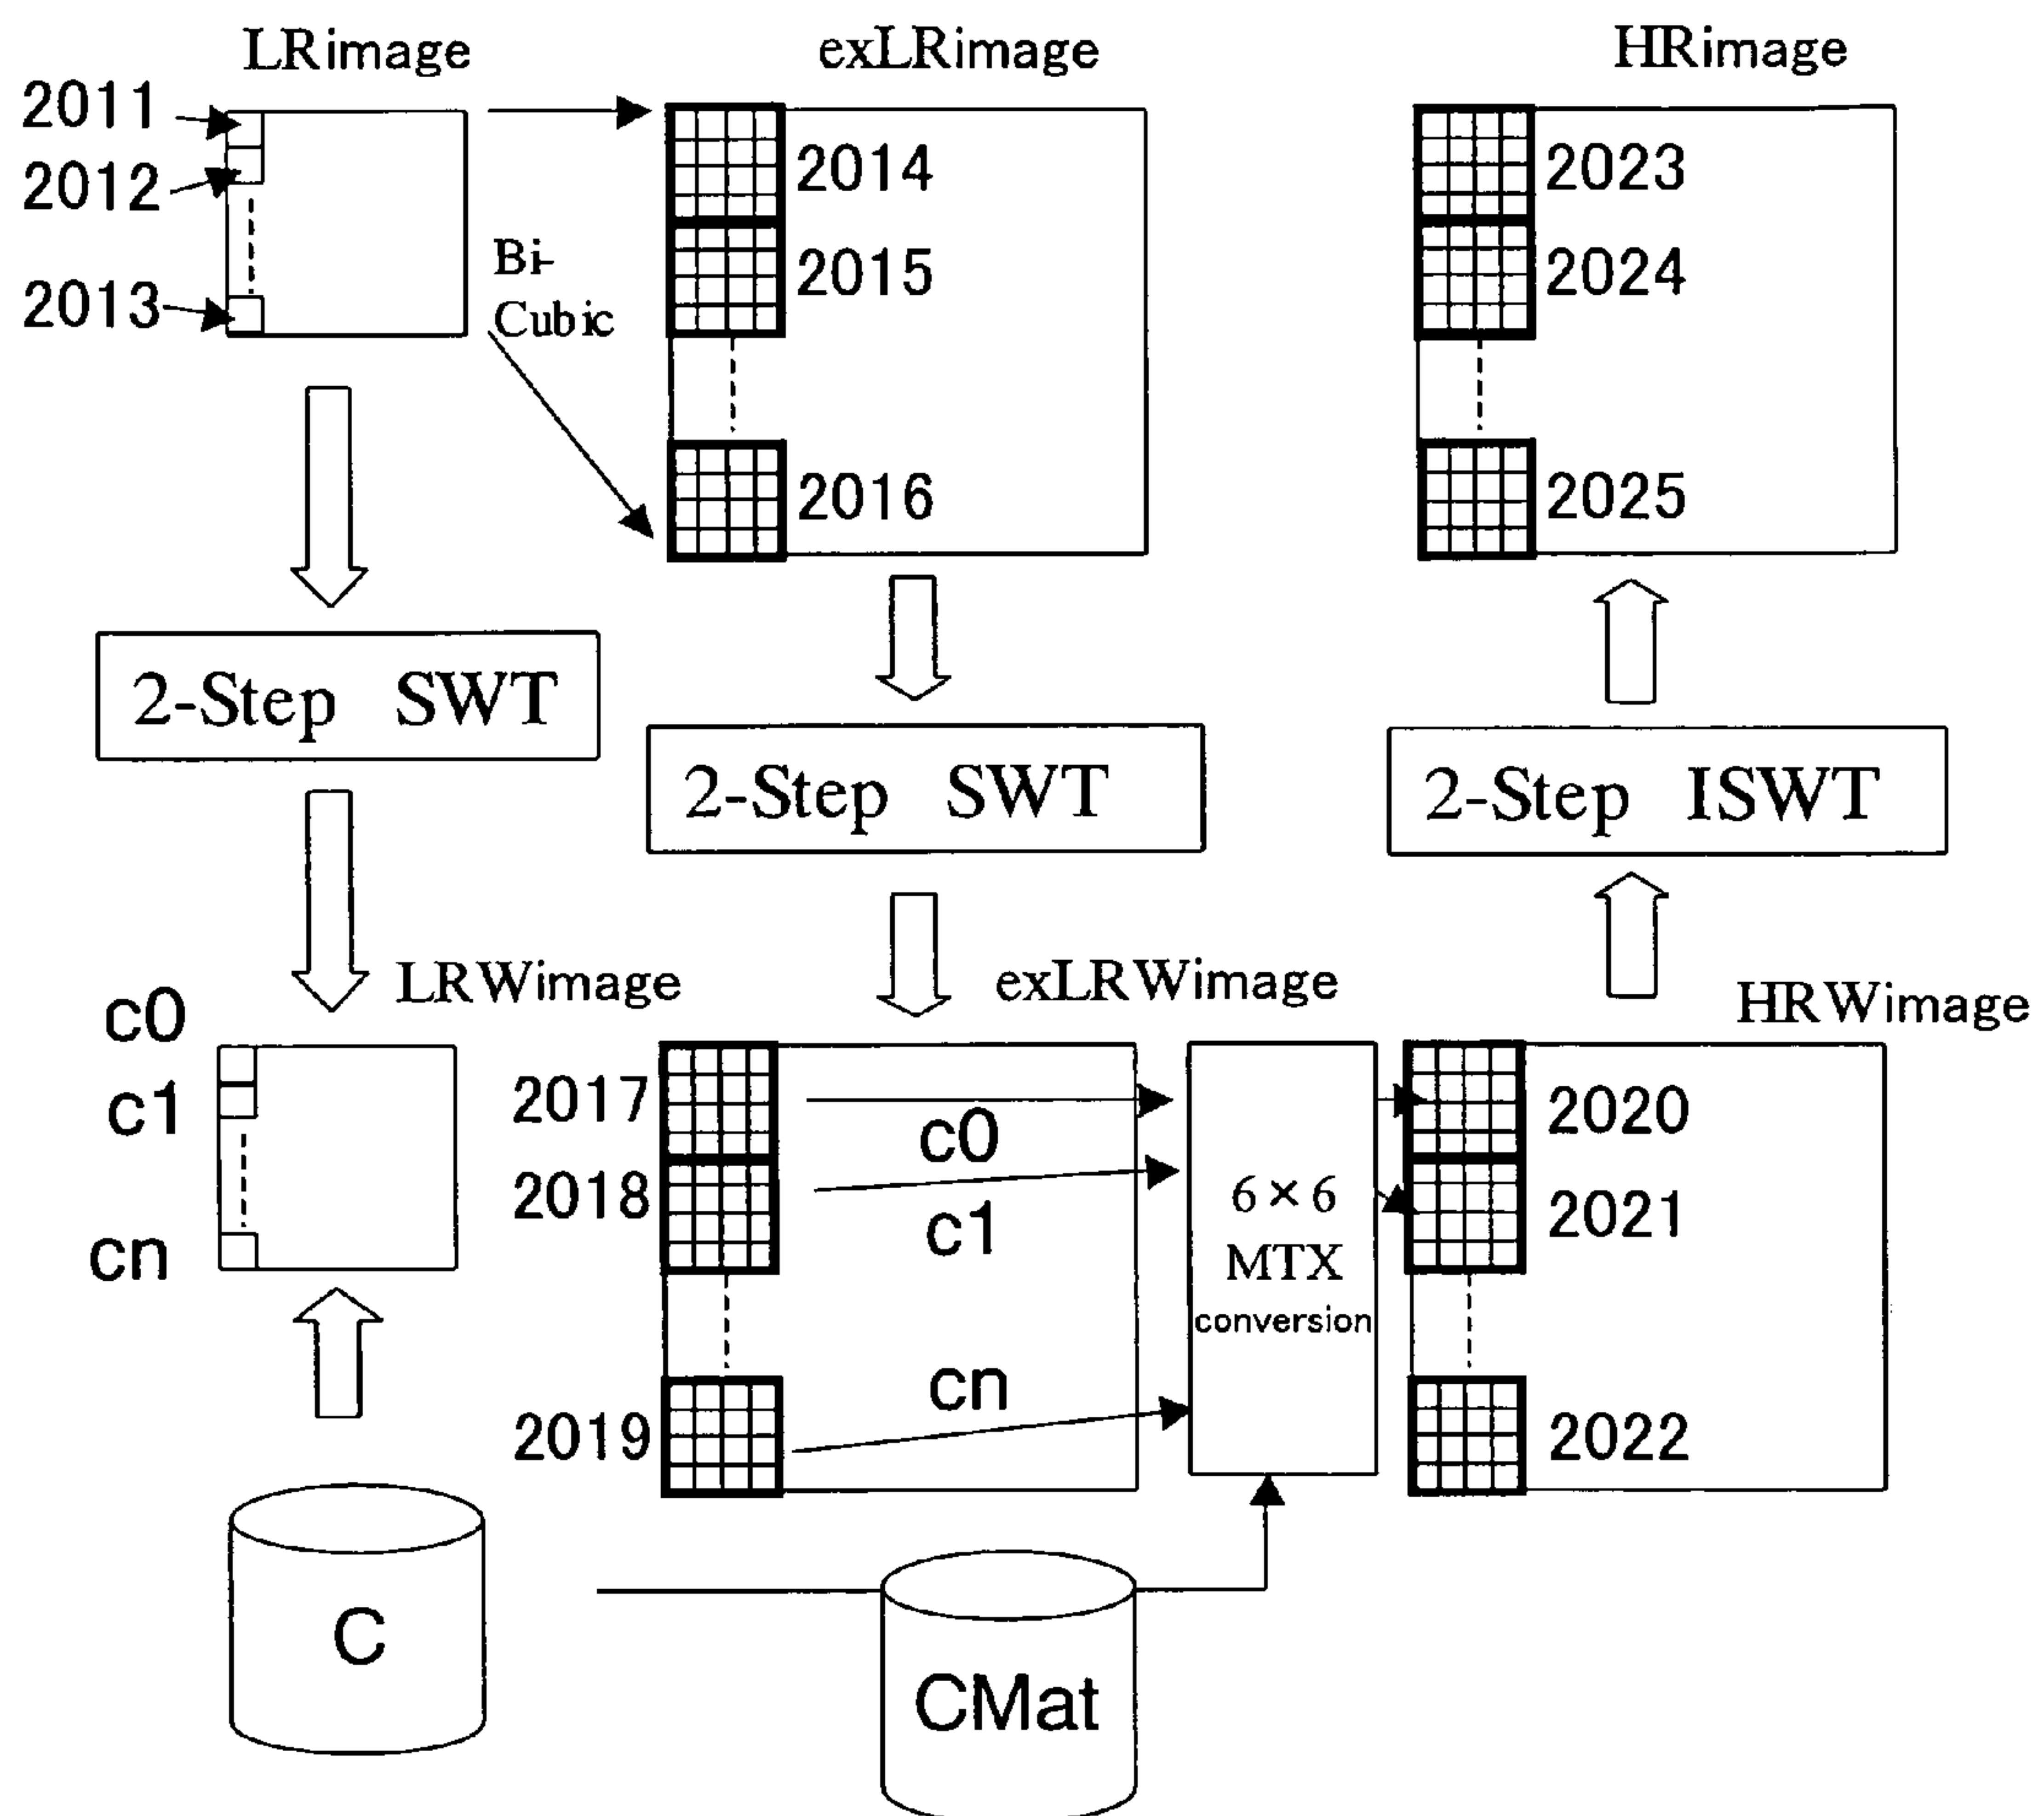 LRimage
exLRimage
HRimage
2011
2012
2013
Bi-
Cubic
2014
2015
2016
2023
2024
2025
2-Step SWT
2-Step SWT
2-Step ISWT
LRWimage
exLRWimage
HRWimage
c0
c1
cn
2017
2018
2019
c0
c1
cn
6×6
MTX
conversion
2020
2021
2022
C
CMat